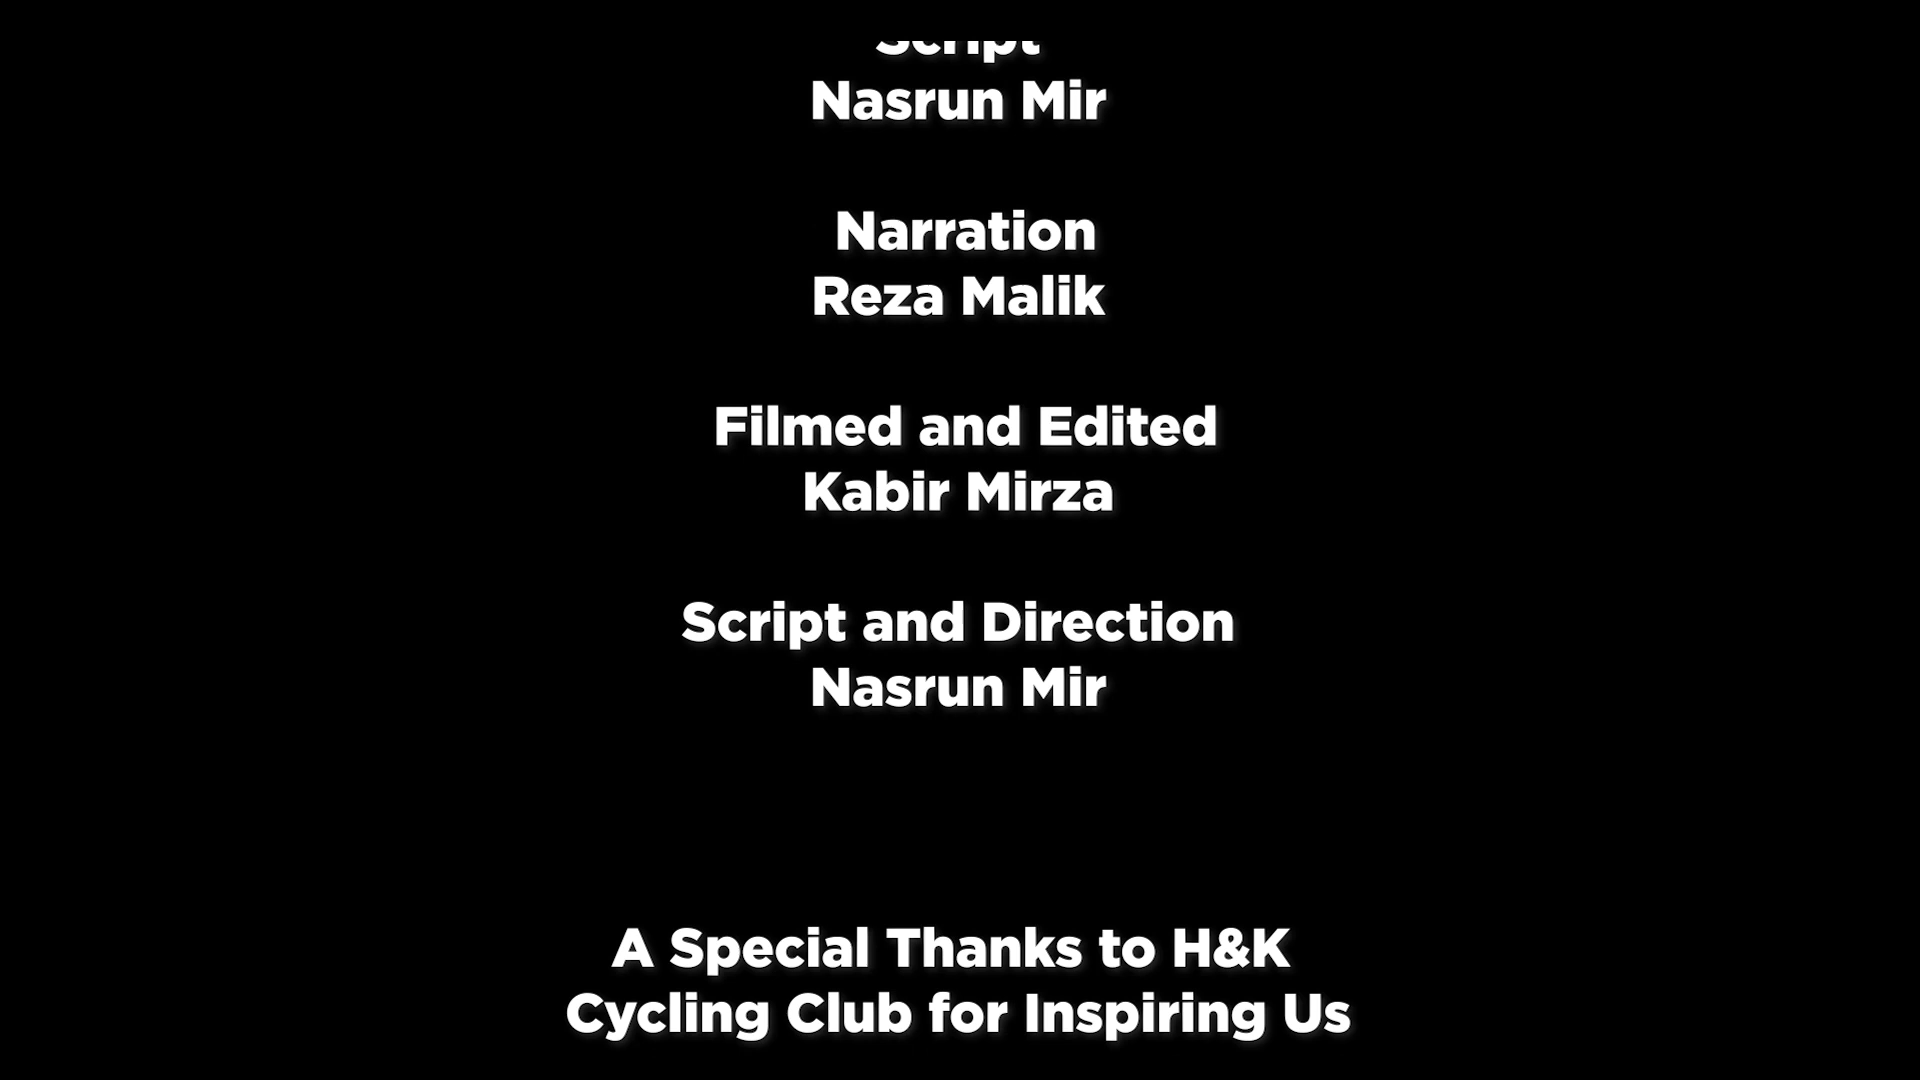 Script
Nasrun Mir
Narration
Reza Malik
Filmed and Edited
Kabir Mirza
Script and Direction
Nasrun Mir
A Special Thanks to H&K
Cycling Club for Inspiring Us